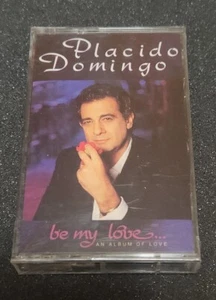 Placido
Domingo
be my love...
AN ALBUM OF LOVE